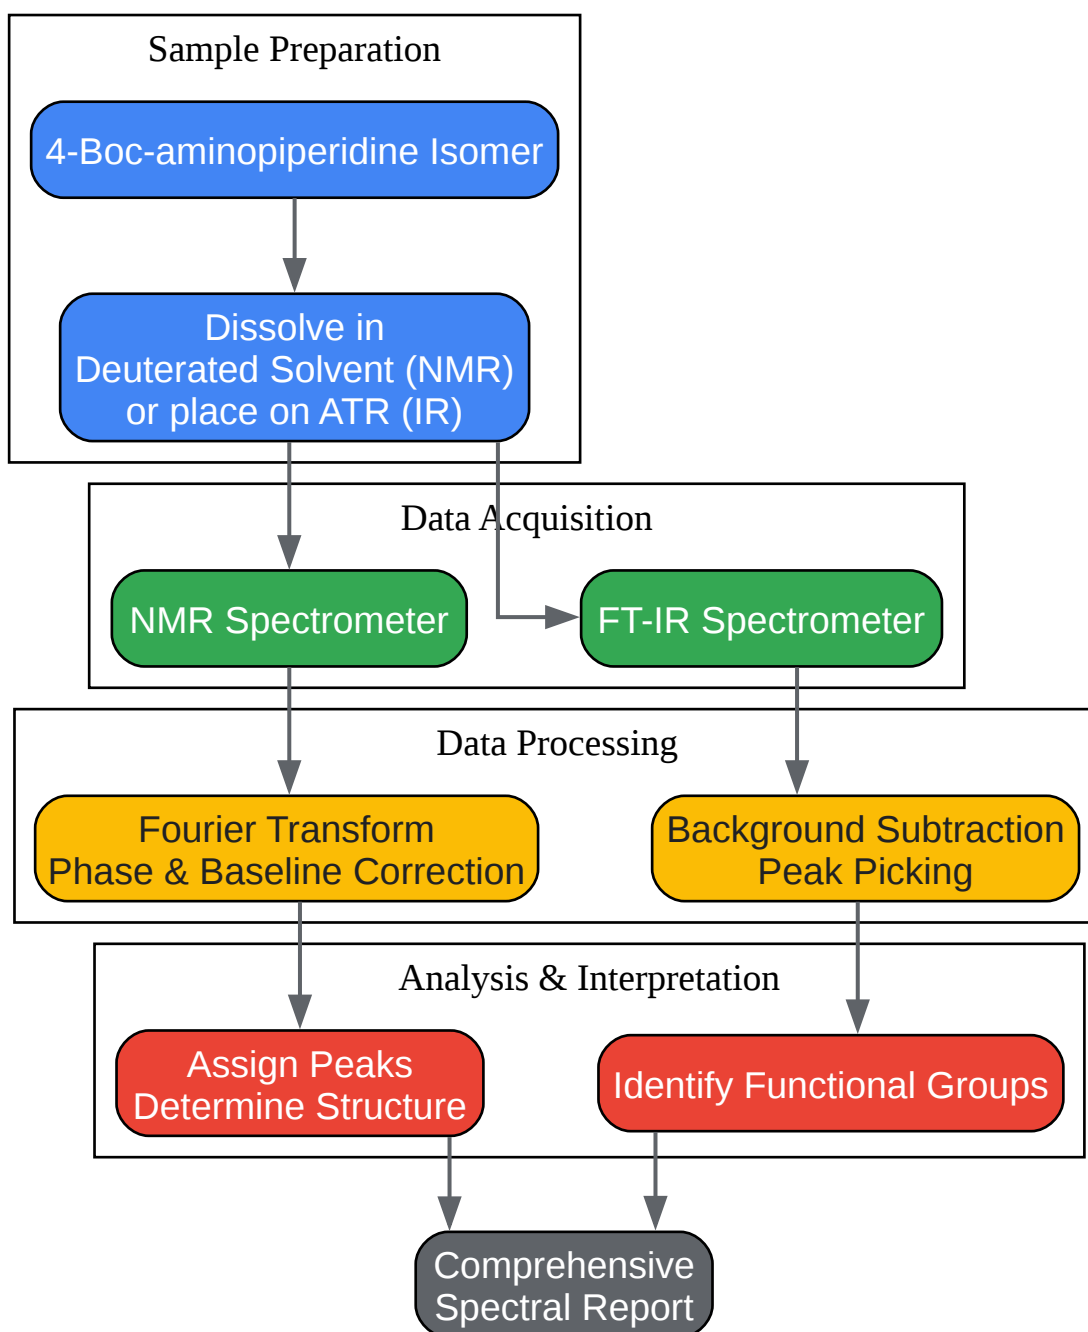 Sample Preparation
4-Boc-aminopiperidine Isomer
Dissolve in
Deuterated Solvent (NMR)
or place on ATR (IR)
Data Acquisition
NMR Spectrometer
FT-IR Spectrometer
Data Processing
Fourier Transform
Phase & Baseline Correction
Background Subtraction
Peak Picking
Analysis & Interpretation
Assign Peaks
Determine Structure
Identify Functional Groups
Comprehensive
Spectral Report